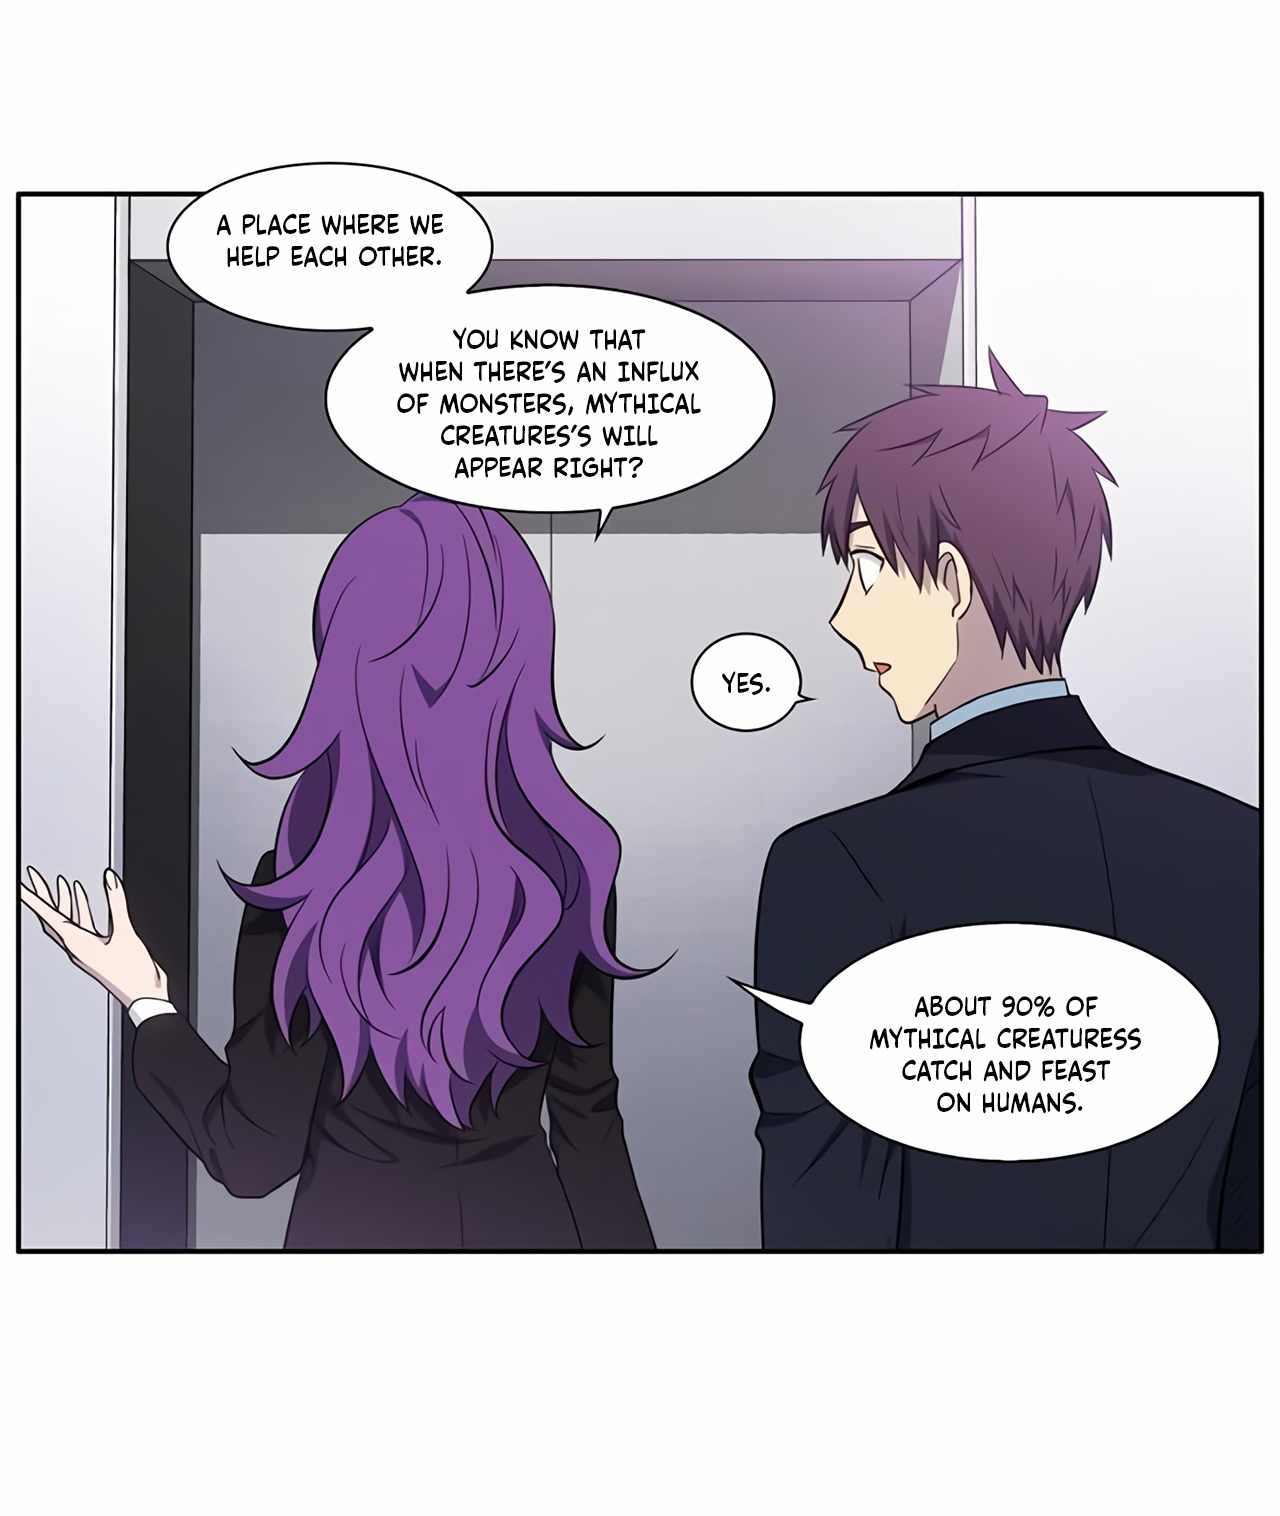 A PLACE WHERE WE
HELP EACH OTHER.
YOU KNOW THAT
WHEN THERE'S AN INFLUX
OF MONSTERS, MYTHICAL
CREATURES'S WILL
APPEAR RIGHT?
YES.
ABOUT 90% OF
MYTHICAL CREATURESS
CATCH AND FEAST
ON HUMANS.